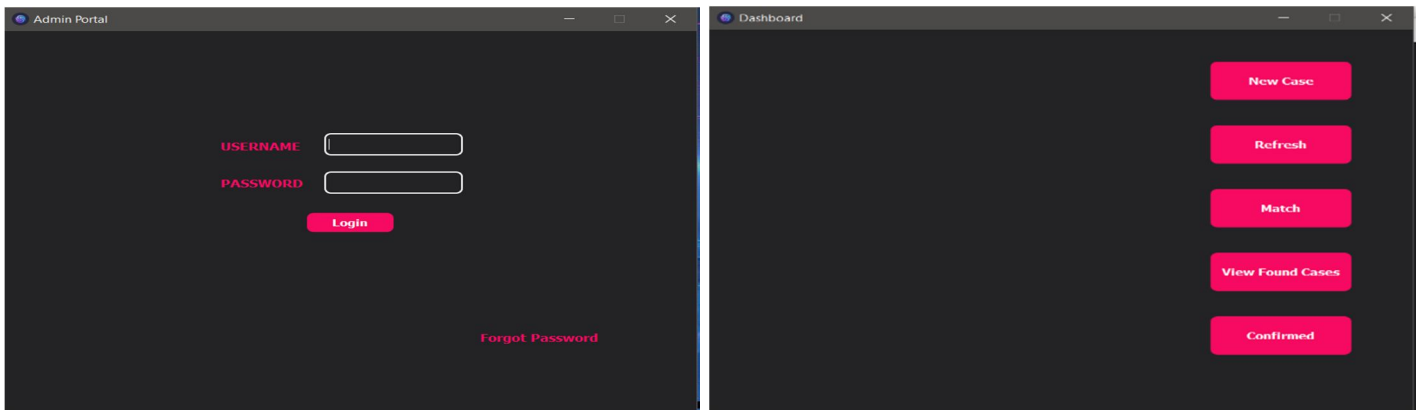 Admin Portal
USERNAME
PASSWORD
Login
Forgot Password
Dashboard
New Case
Refresh
Match
View Found Cases
Confirmed